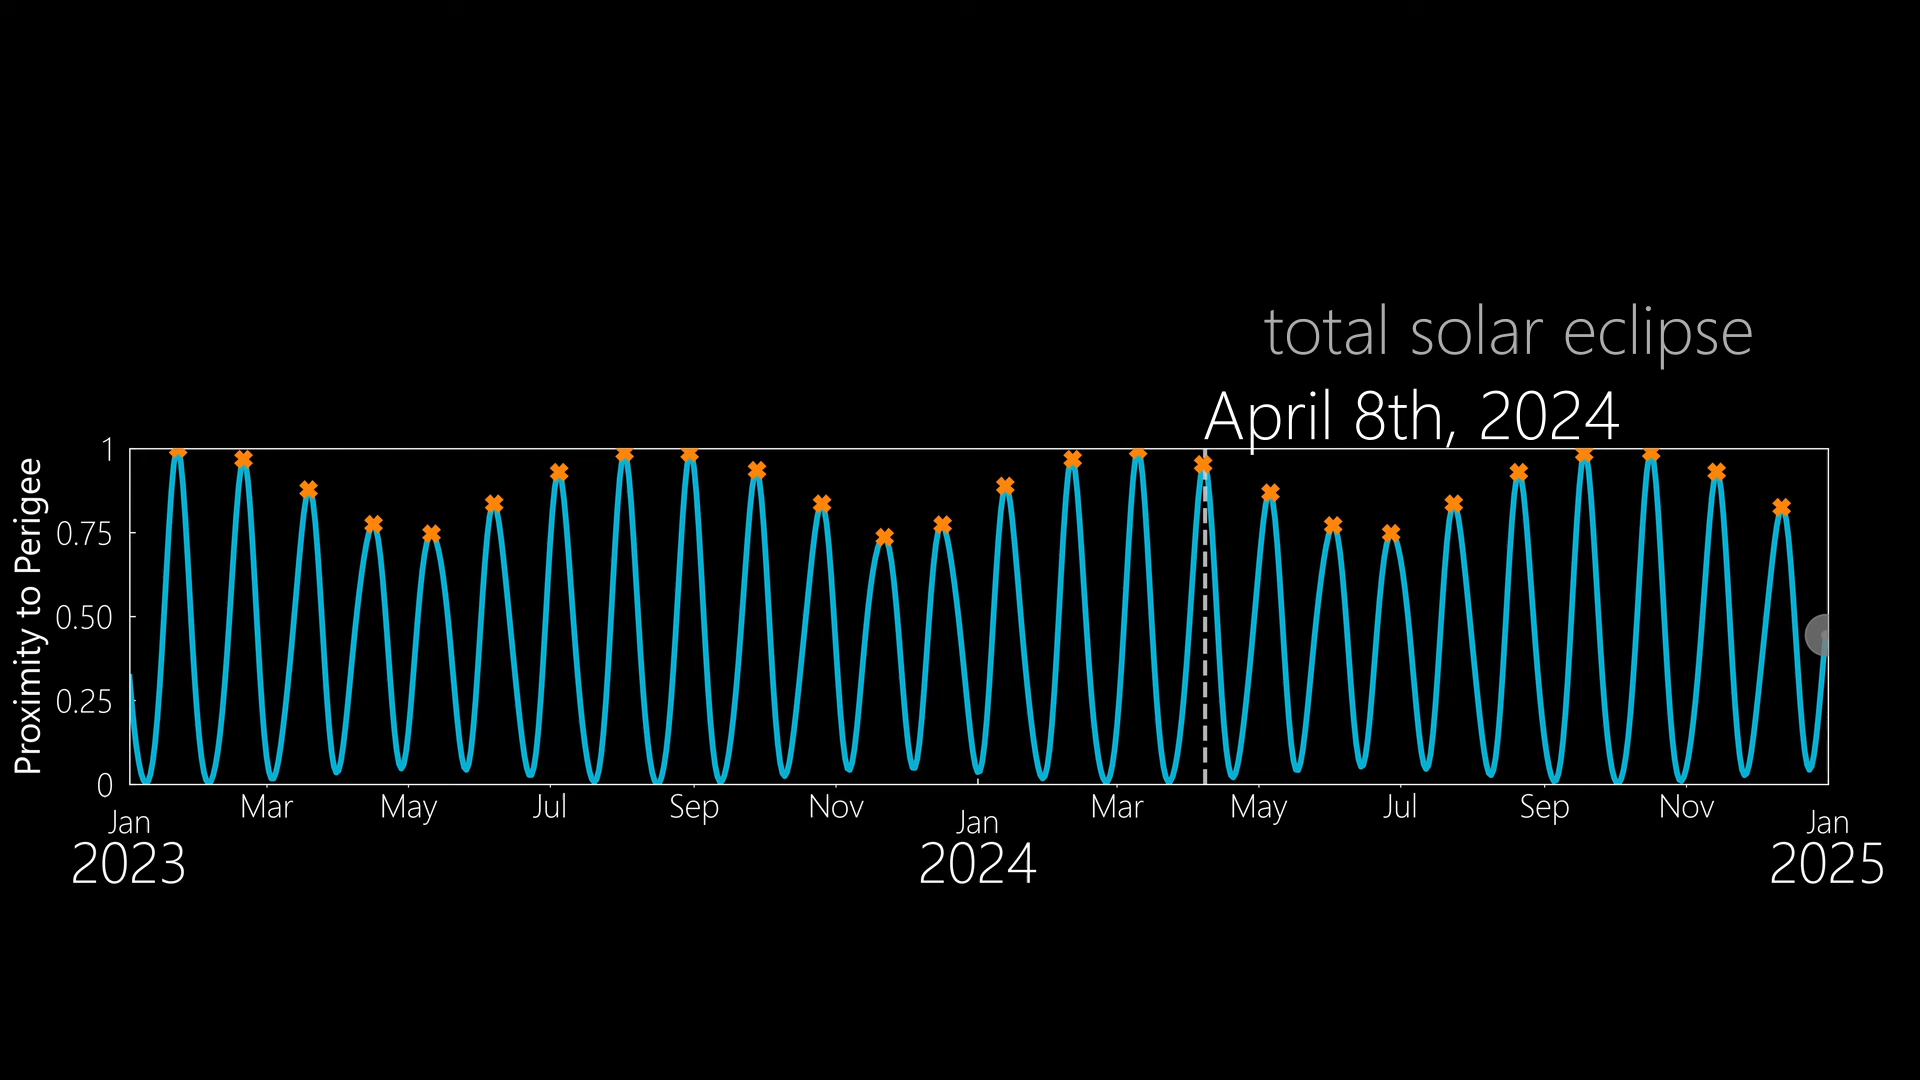 total solar eclipse
April 8th, 2024
Proximity to Perigee
1
0.75
0.50
0.25
0
Jan Mar May Jul Sep Nov Jan Mar May Jul Sep Nov Jan
2023 2024 2025